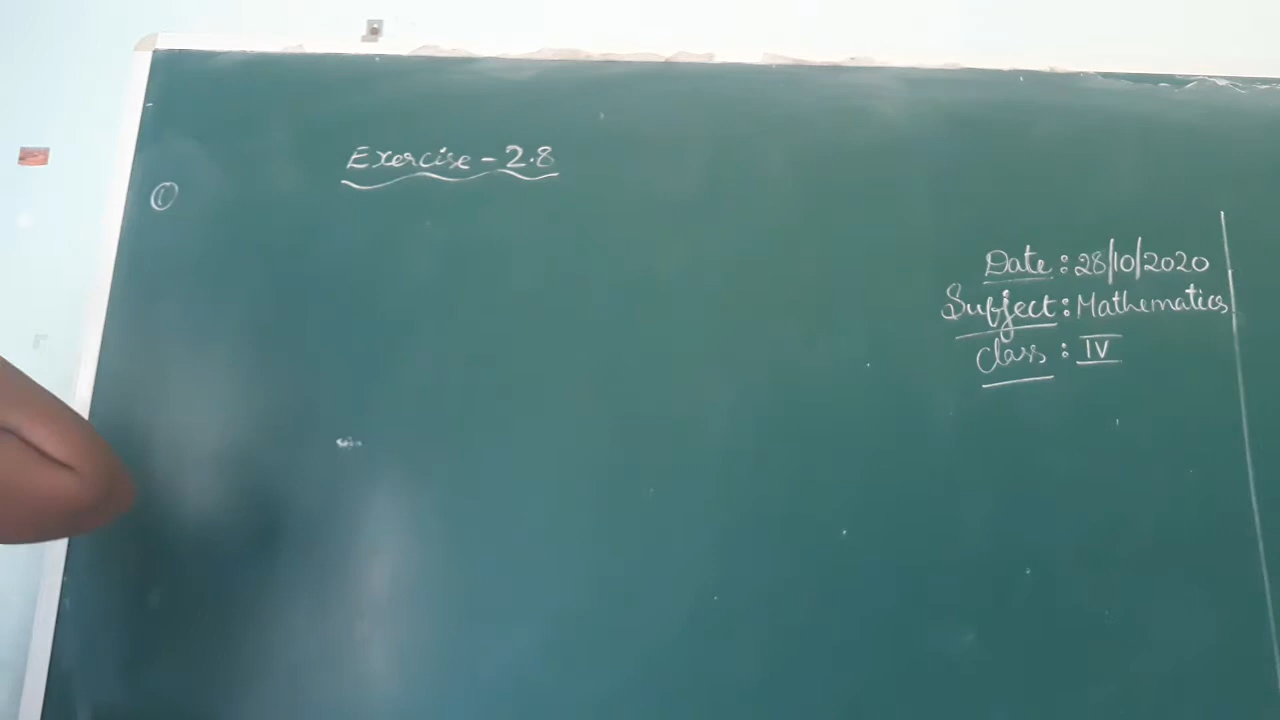 Exercise - 2.8
①
Date : 28/10/2020
Subject : Mathematics
Class : IV